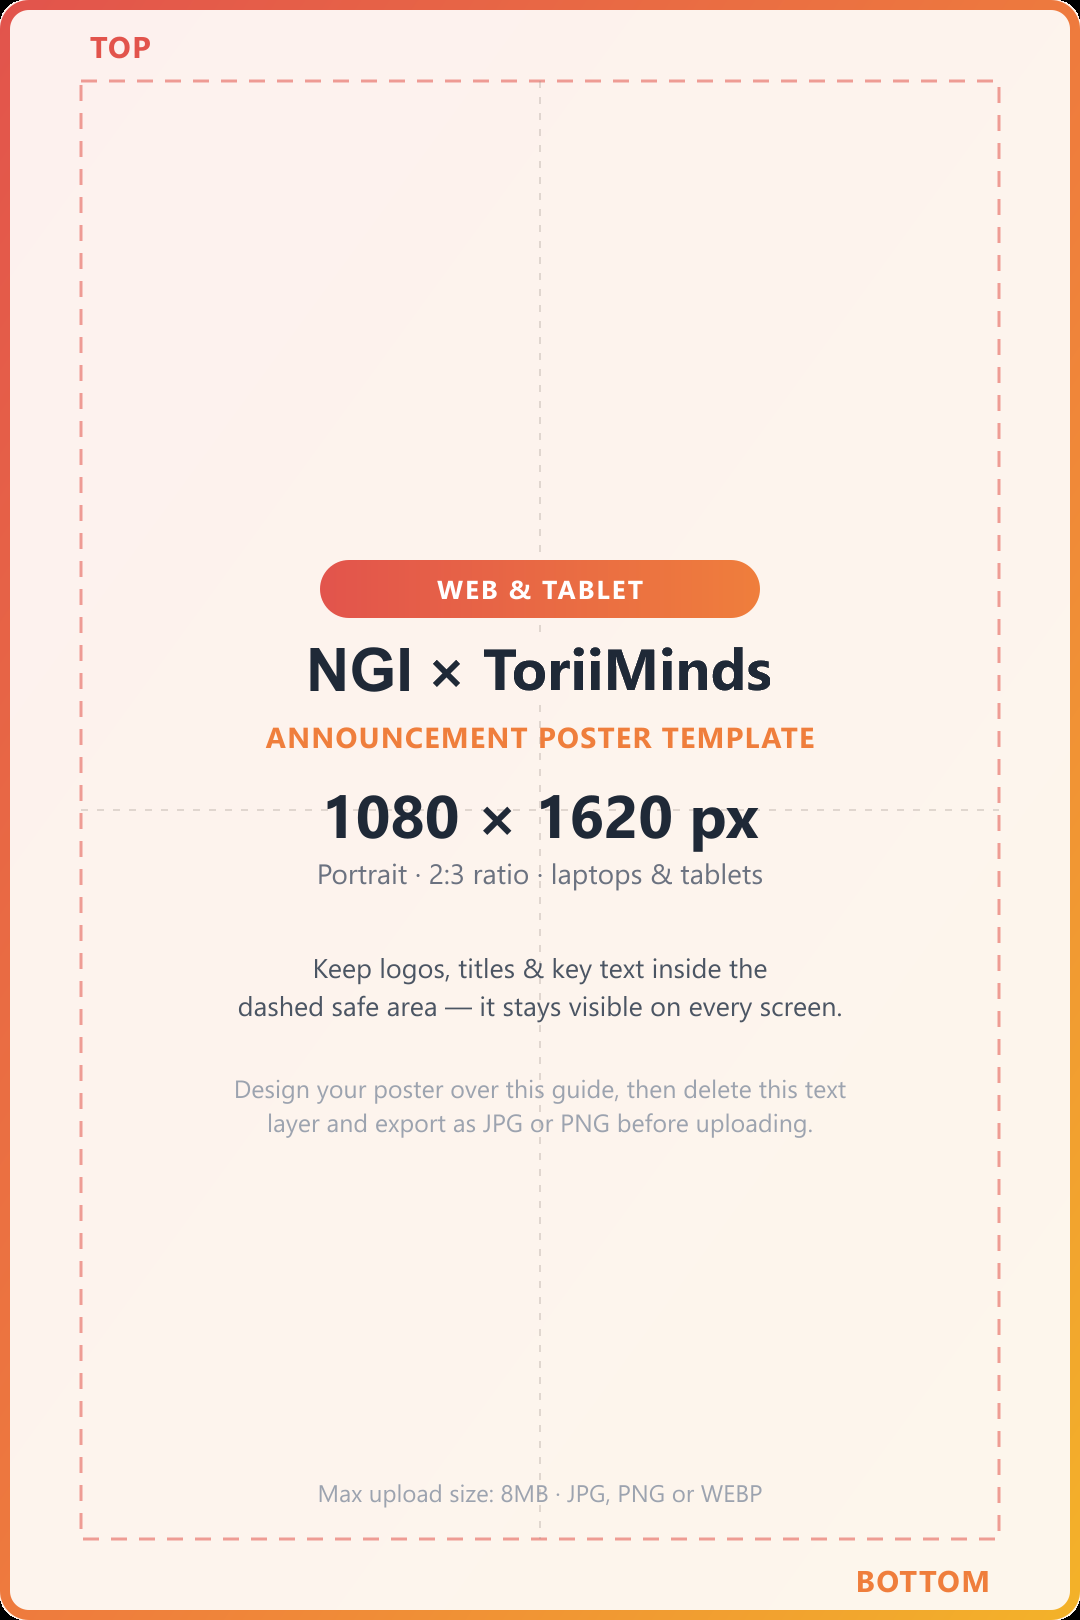 TOP
WEB & TABLET
NGI × ToriiMinds
ANNOUNCEMENT POSTER TEMPLATE
1080 × 1620 px
Portrait · 2:3 ratio · laptops & tablets
Keep logos, titles & key text inside the
dashed safe area — it stays visible on every screen.
Design your poster over this guide, then delete this text
layer and export as JPG or PNG before uploading.
Max upload size: 8MB · JPG, PNG or WEBP
BOTTOM